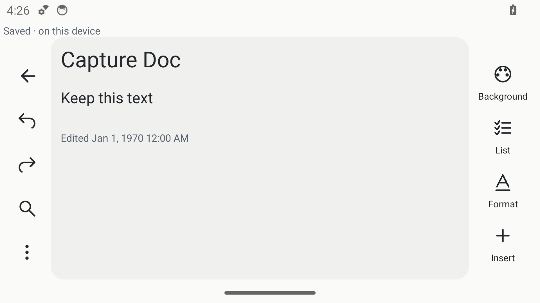 4:26
Saved · on this device
Capture Doc
Keep this text
Edited Jan 1, 1970 12:00 AM
Background
List
Format
Insert